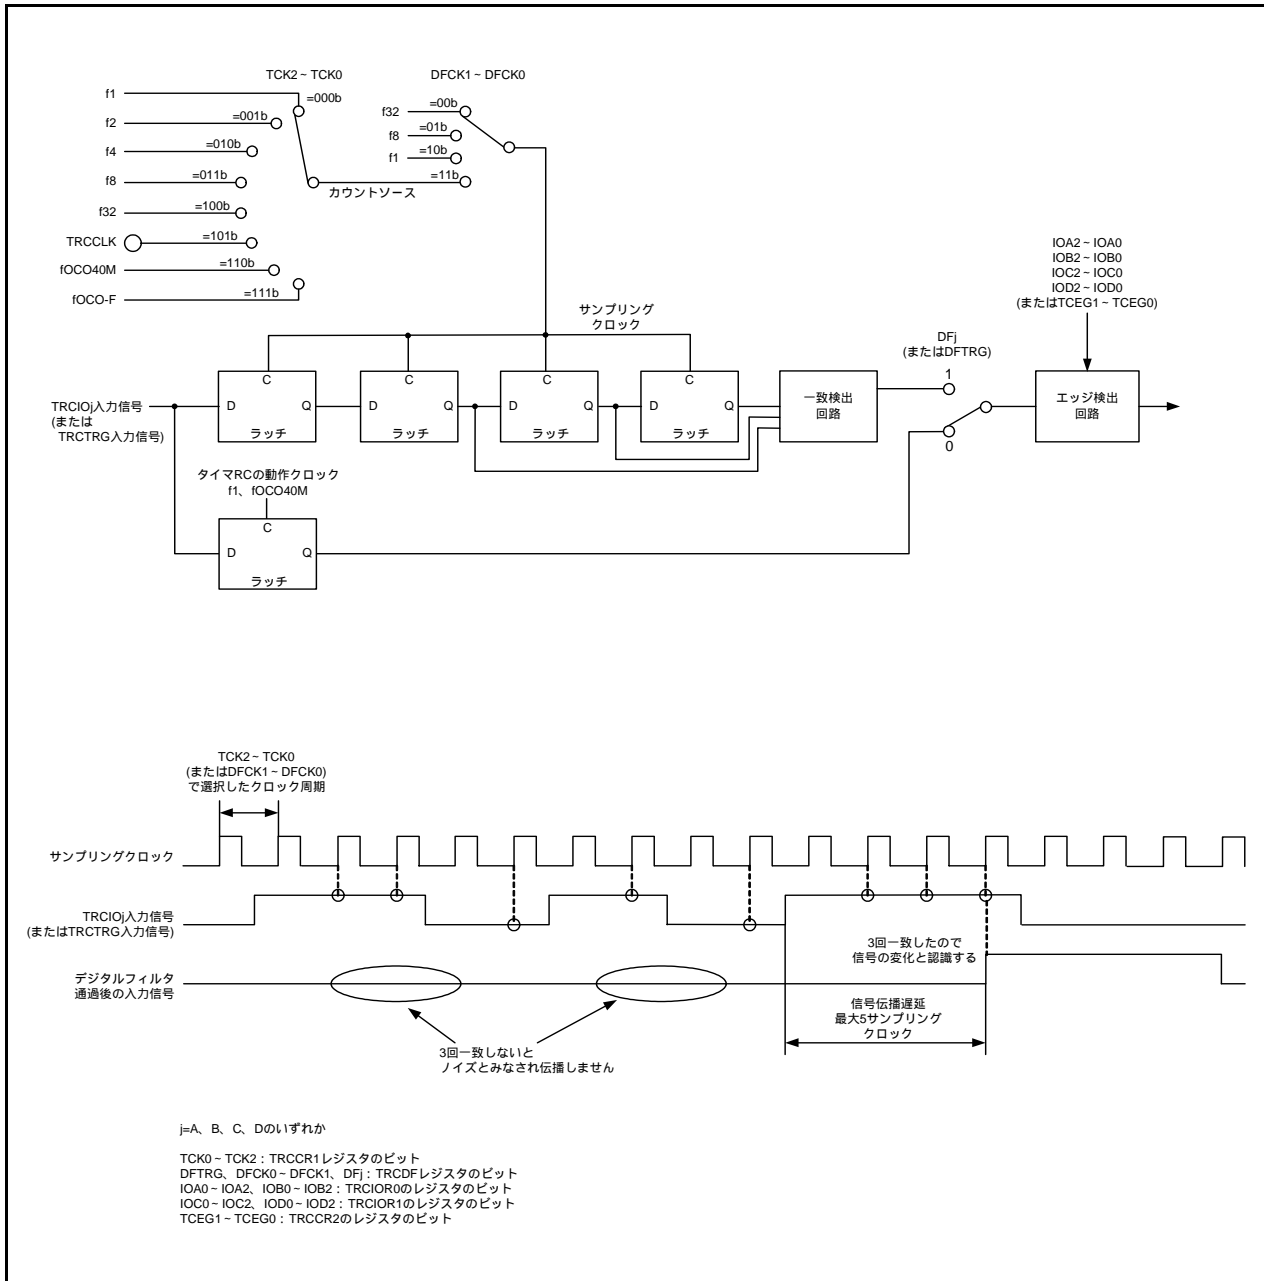 TCK2~TCK0
DFCK1~DFCK0
f1
=000b
f2
=001b
f4
=010b
f8
=011b
f32
=100b
TRCCLK
=101b
fOCO40M
=110b
fOCO-F
=111b
カウントソース
f32
=00b
f8
=01b
f1
=10b
=11b
サンプリング
クロック
IOA2~IOA0
IOB2~IOB0
IOC2~IOC0
IOD2~IOD0
(またはTCEG1~TCEG0)
DFj
(またはDFTRG)
1
0
TRCIOj入力信号
(または
TRCTRG入力信号)
C
D
Q
ラッチ
C
D
Q
ラッチ
C
D
Q
ラッチ
C
D
Q
ラッチ
一致検出
回路
エッジ検出
回路
タイマRCの動作クロック
f1、fOCO40M
C
D
Q
ラッチ
TCK2~TCK0
(またはDFCK1~DFCK0)
で選択したクロック周期
サンプリングクロック
TRCIOj入力信号
(またはTRCTRG入力信号)
3回一致したので
信号の変化と認識する
デジタルフィルタ
通過後の入力信号
信号伝播遅延
最大5サンプリング
クロック
3回一致しないと
ノイズとみなされ伝播しません
j=A、B、C、Dのいずれか
TCK0~TCK2：TRCCR1レジスタのビット
DFTRG、DFCK0~DFCK1、DFj：TRCDFレジスタのビット
IOA0~IOA2、IOB0~IOB2：TRCIOR0のレジスタのビット
IOC0~IOC2、IOD0~IOD2：TRCIOR1のレジスタのビット
TCEG1~TCEG0：TRCCR2のレジスタのビット